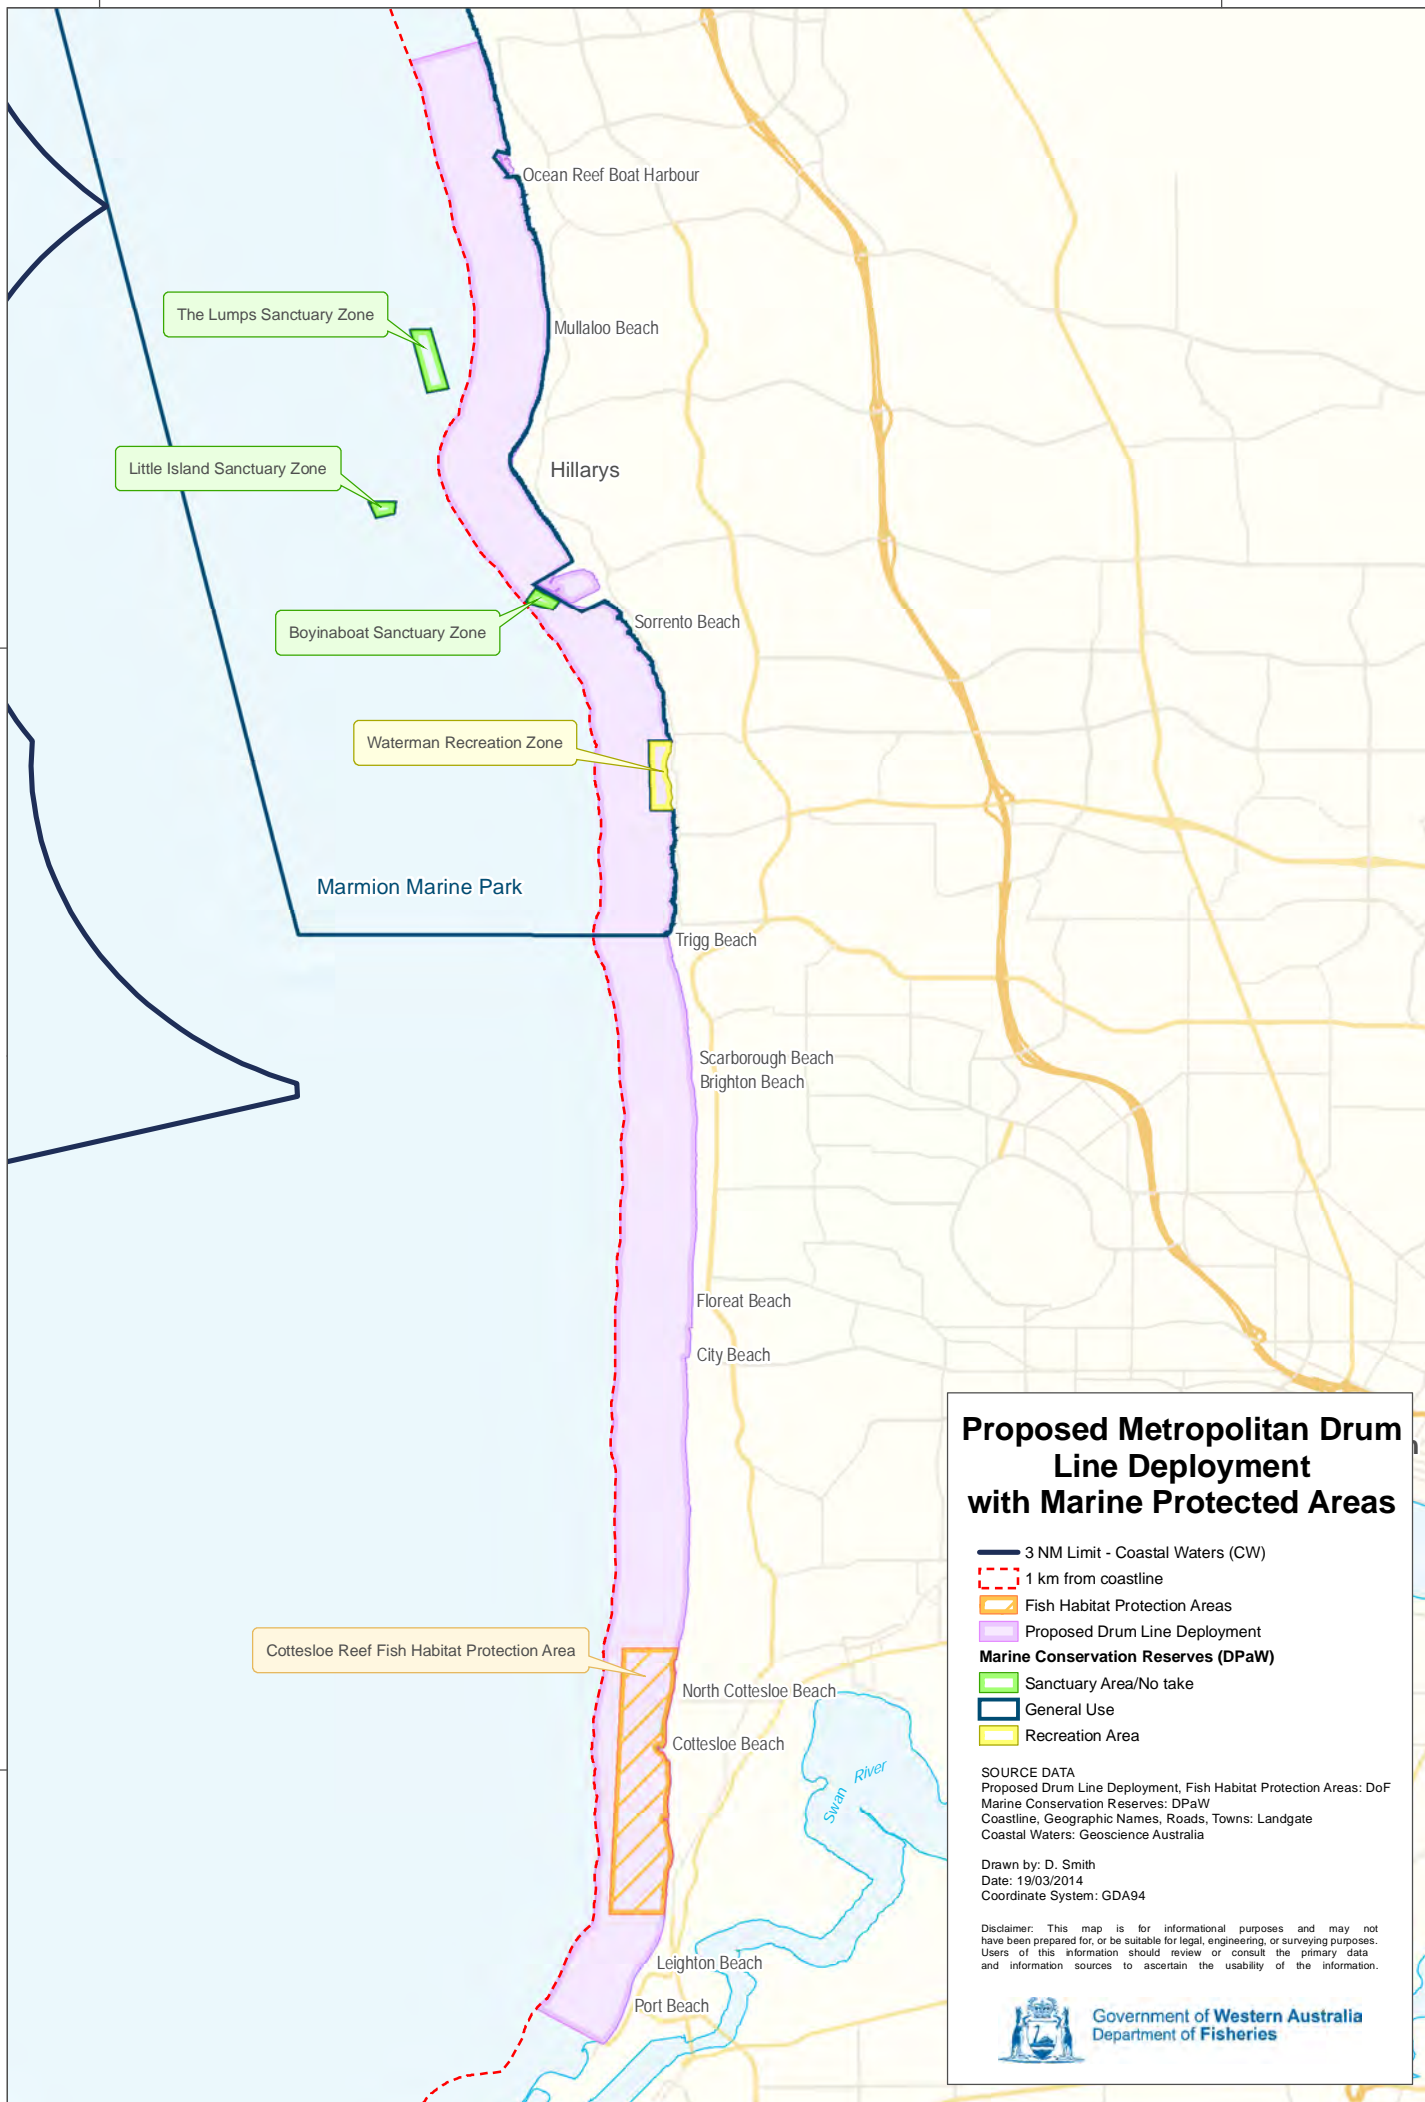 Ocean Reef Boat Harbour
The Lumps Sanctuary Zone
Mullaloo Beach
Little Island Sanctuary Zone
Hillarys
Boyinaboat Sanctuary Zone
Sorrento Beach
Waterman Recreation Zone
Marmion Marine Park
Trigg Beach
Scarborough Beach
Brighton Beach
Floreat Beach
City Beach
Cottesloe Reef Fish Habitat Protection Area
North Cottesloe Beach
Cottesloe Beach
Swan River
Leighton Beach
Port Beach
Proposed Metropolitan Drum
Line Deployment
with Marine Protected Areas
3 NM Limit - Coastal Waters (CW)
1 km from coastline
Fish Habitat Protection Areas
Proposed Drum Line Deployment
Marine Conservation Reserves (DPaW)
Sanctuary Area/No take
General Use
Recreation Area
SOURCE DATA
Proposed Drum Line Deployment, Fish Habitat Protection Areas: DoF
Marine Conservation Reserves: DPaW
Coastline, Geographic Names, Roads, Towns: Landgate
Coastal Waters: Geoscience Australia
Drawn by: D. Smith
Date: 19/03/2014
Coordinate System: GDA94
Disclaimer: This map is for informational purposes and may not
have been prepared for, or be suitable for legal, engineering, or surveying purposes.
Users of this information should review or consult the primary data
and information sources to ascertain the usability of the information.
Government of Western Australia
Department of Fisheries